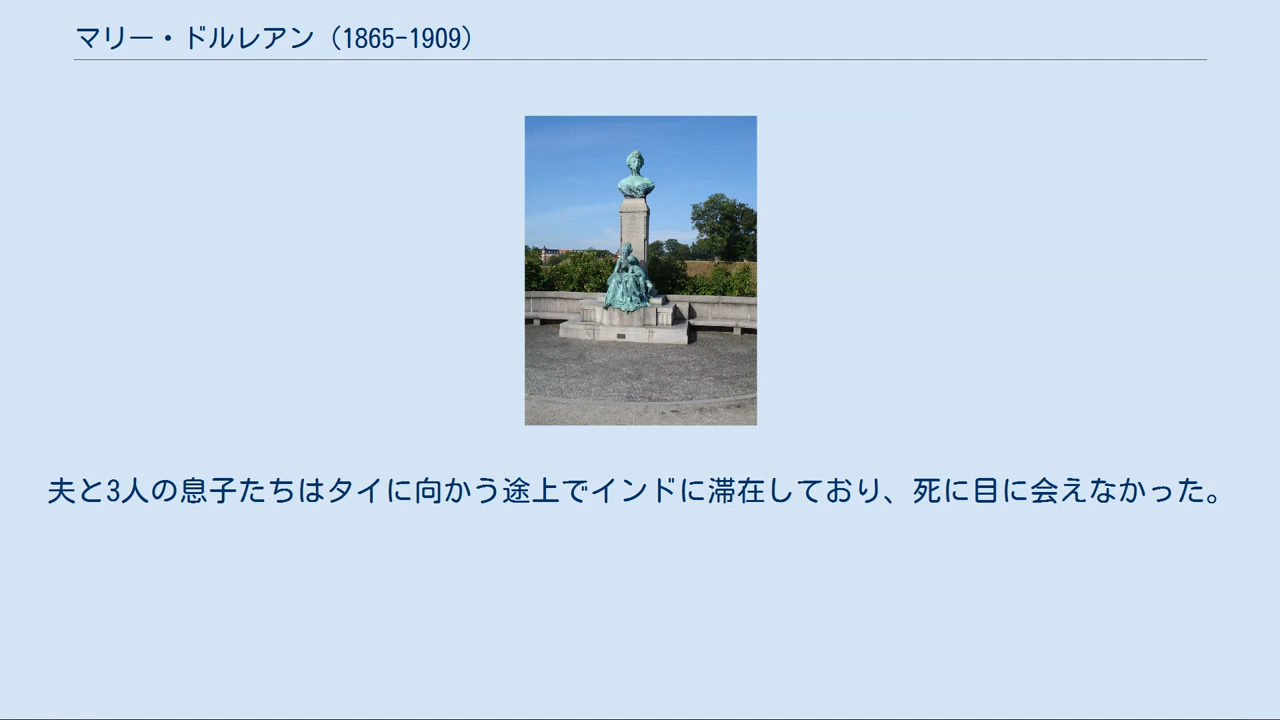 マリー・ドルレアン（1865-1909）
夫と3人の息子たちはタイに向かう途上でインドに滞在しており、死に目に会えなかった。